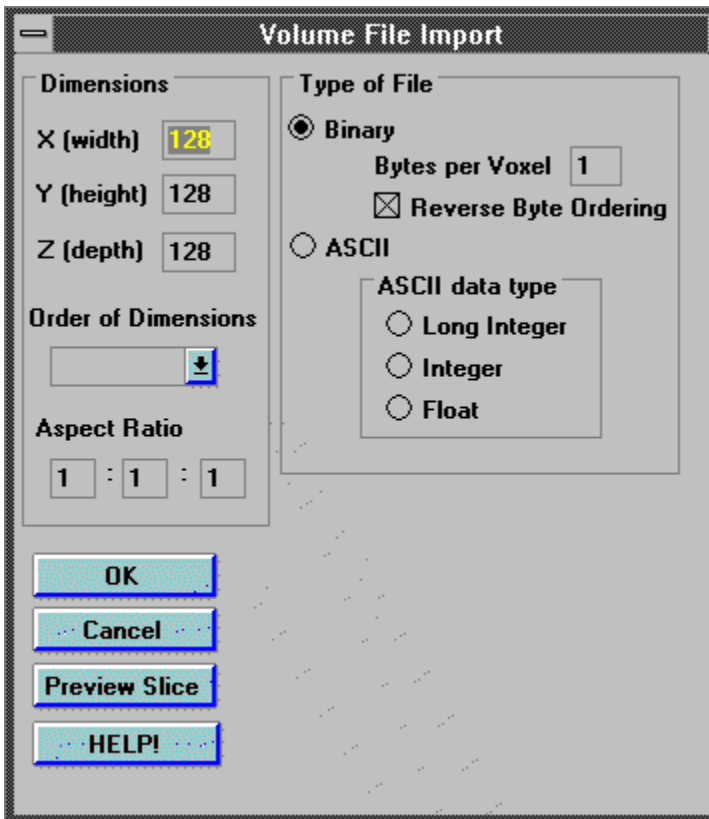 Volume File Import
Dimensions
X (width) 128
Y (height) 128
Z (depth) 128
Order of Dimensions
Aspect Ratio
1 : 1 : 1
Type of File
Binary
Bytes per Voxel 1
Reverse Byte Ordering
ASCII
ASCII data type
Long Integer
Integer
Float
OK
Cancel
Preview Slice
HELP!